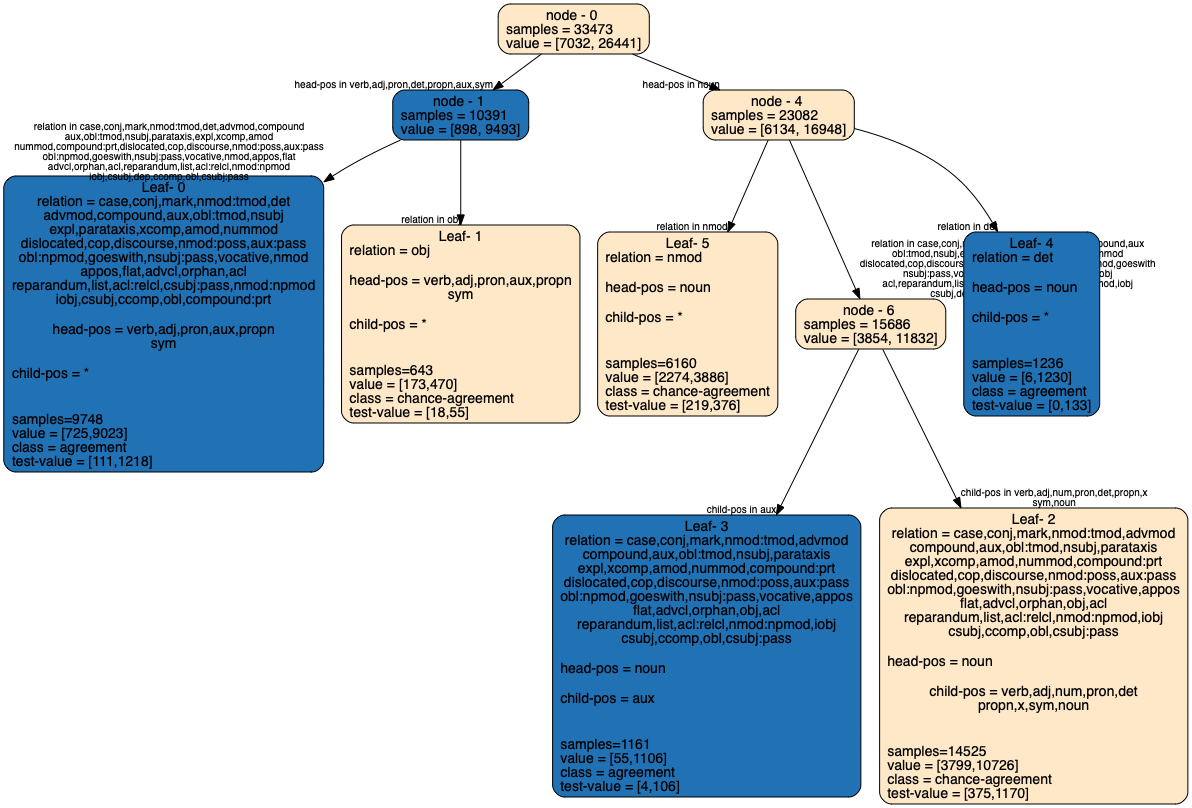 node - 0
samples = 33473
value = [7032, 26441]
head-pos in verb,adj,pron,det,propn,aux,sym
head-pos in noun
node - 1
samples = 10391
value = [898, 9493]
node - 4
samples = 23082
value = [6134, 16948]
relation in case,conj,mark,nmod:tmod,det,advmod,compound
aux,obl:tmod,nsubj,parataxis,expl,xcomp,amod
nummod,compound:prt,dislocated,cop,discourse,nmod:poss,aux:pass
obl:npmod,goeswith,nsubj:pass,vocative,nmod,appos,flat
advcl,orphan,acl,reparandum,list,acl:relcl,nmod:npmod
iobj,csubj,dep,ccomp,obl,csubj:pass
Leaf- 0
relation = case,conj,mark,nmod:tmod,det
advmod,compound,aux,obl:tmod,nsubj
expl,parataxis,xcomp,amod,nummod
dislocated,cop,discourse,nmod:poss,aux:pass
obl:npmod,goeswith,nsubj:pass,vocative,nmod
appos,flat,advcl,orphan,acl
reparandum,list,acl:relcl,csubj:pass,nmod:npmod
iobj,csubj,ccomp,obl,compound:prt
head-pos = verb,adj,pron,aux,propn
sym
child-pos = *
samples=9748
value = [725,9023]
class = agreement
test-value = [111,1218]
relation in obj
Leaf- 1
relation = obj
head-pos = verb,adj,pron,aux,propn
sym
child-pos = *
samples=643
value = [173,470]
class = chance-agreement
test-value = [18,55]
relation in nmod
Leaf- 5
relation = nmod
head-pos = noun
child-pos = *
samples=6160
value = [2274,3886]
class = chance-agreement
test-value = [219,376]
relation in case,conj, pound,aux
obl:tmod,nsubj, mod
dislocated,cop,discours nmod,goeswith
nsubj:pass,vo obj
acl,reparandum,l mod,iobj
csubj,de
node - 6
samples = 15686
value = [3854, 11832]
relation in de
Leaf- 4
relation = det
head-pos = noun
child-pos = *
samples=1236
value = [6,1230]
class = agreement
test-value = [0,133]
child-pos in aux
Leaf- 3
relation = case,conj,mark,nmod:tmod,advmod
compound,aux,obl:tmod,nsubj,parataxis
expl,xcomp,amod,nummod,compound:prt
dislocated,cop,discourse,nmod:poss,aux:pass
obl:npmod,goeswith,nsubj:pass,vocative,appos
flat,advcl,orphan,obj,acl
reparandum,list,acl:relcl,nmod:npmod,iobj
csubj,ccomp,obl,csubj:pass
head-pos = noun
child-pos = aux
samples=1161
value = [55,1106]
class = agreement
test-value = [4,106]
child-pos in verb,adj,num,pron,det,propn,x
sym,noun
Leaf- 2
relation = case,conj,mark,nmod:tmod,advmod
compound,aux,obl:tmod,nsubj,parataxis
expl,xcomp,amod,nummod,compound:prt
dislocated,cop,discourse,nmod:poss,aux:pass
obl:npmod,goeswith,nsubj:pass,vocative,appos
flat,advcl,orphan,obj,acl
reparandum,list,acl:relcl,nmod:npmod,iobj
csubj,ccomp,obl,csubj:pass
head-pos = noun
child-pos = verb,adj,num,pron,det
propn,x,sym,noun
samples=14525
value = [3799,10726]
class = chance-agreement
test-value = [375,1170]